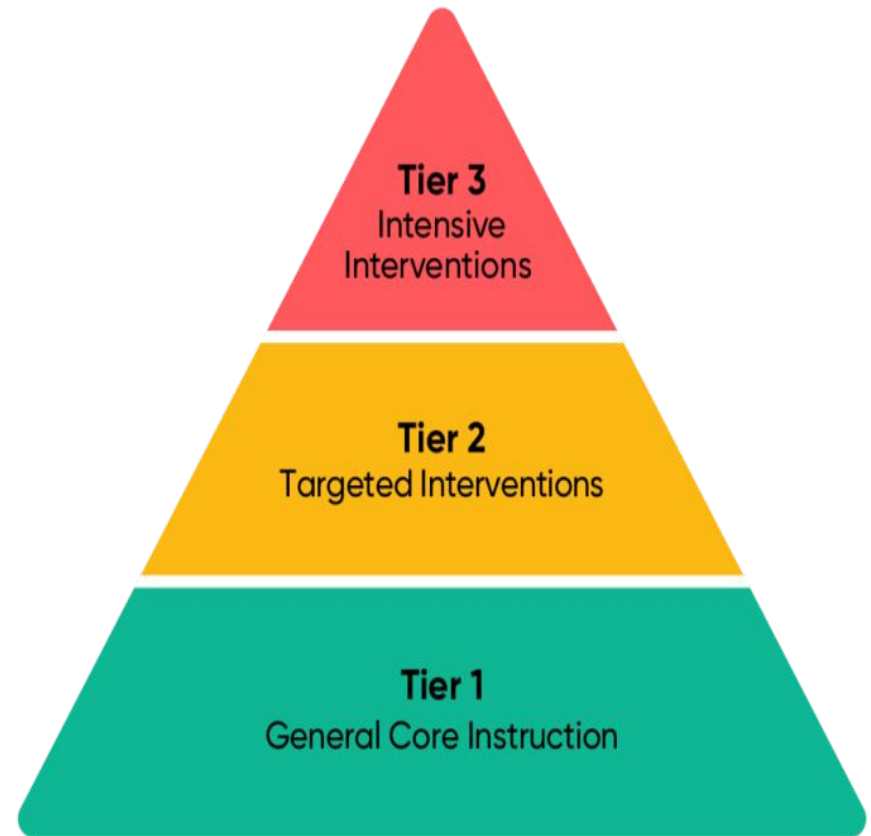 Tier 3
Intensive
Interventions
Tier 2
Targeted Interventions
Tier 1
General Core Instruction